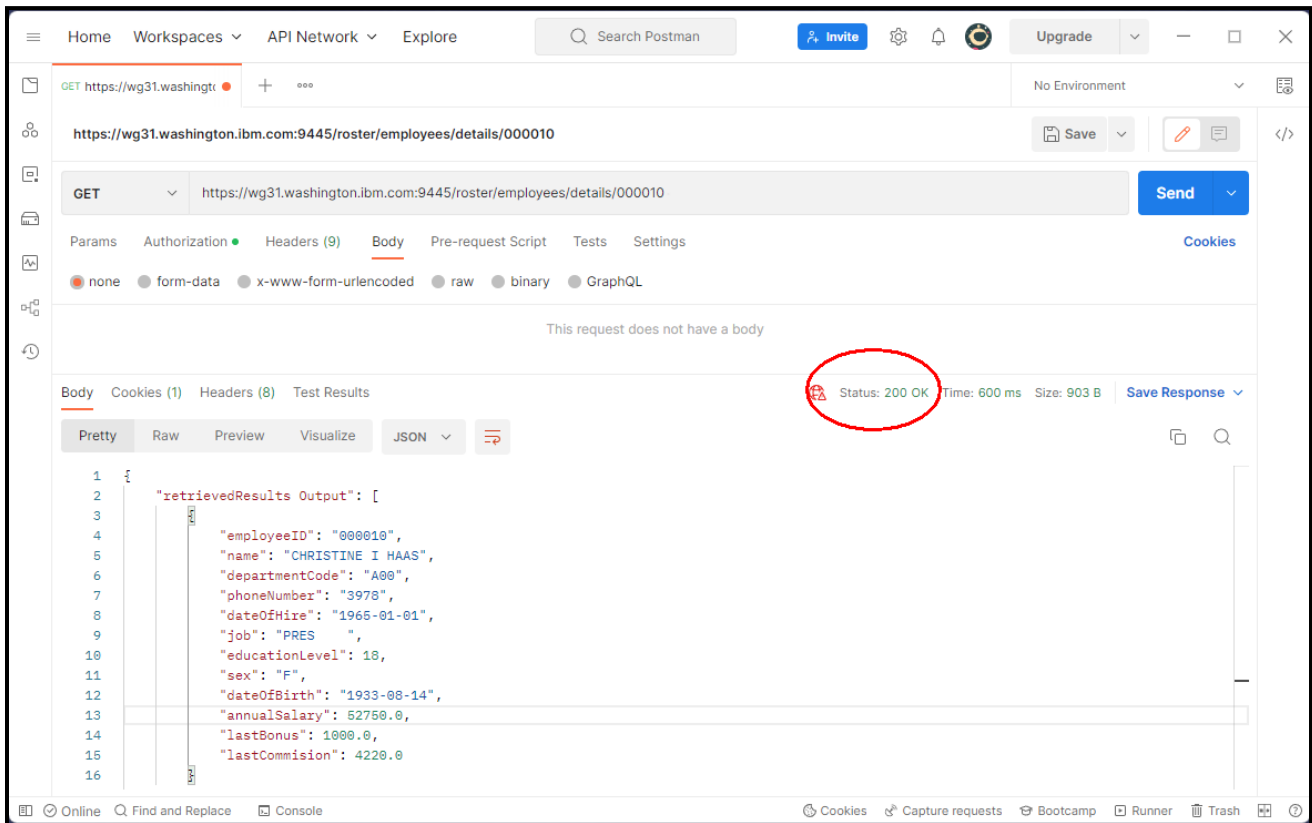 Home Workspaces API Network Explore Search Postman Invite Upgrade
GET https://wg31.washingto No Environment
https://wg31.washington.ibm.com:9445/roster/employees/details/000010 Save
GET https://wg31.washington.ibm.com:9445/roster/employees/details/000010 Send
Params Authorization Headers (9) Body Pre-request Script Tests Settings Cookies
none form-data x-www-form-urlencoded raw binary GraphQL
This request does not have a body
Body Cookies (1) Headers (8) Test Results Status: 200 OK Time: 600 ms Size: 903 B Save Response
Pretty Raw Preview Visualize JSON
1 {
2 "retrievedResults Output": [
3 {
4 "employeeID": "000010",
5 "name": "CHRISTINE I HAAS",
6 "departmentCode": "A00",
7 "phoneNumber": "3978",
8 "dateOfHire": "1965-01-01",
9 "job": "PRES    ",
10 "educationLevel": 18,
11 "sex": "F",
12 "dateOfBirth": "1933-08-14",
13 "annualSalary": 52750.0,
14 "lastBonus": 1000.0,
15 "lastCommision": 4220.0
16 }
Online Find and Replace Console Cookies Capture requests Bootcamp Runner Trash